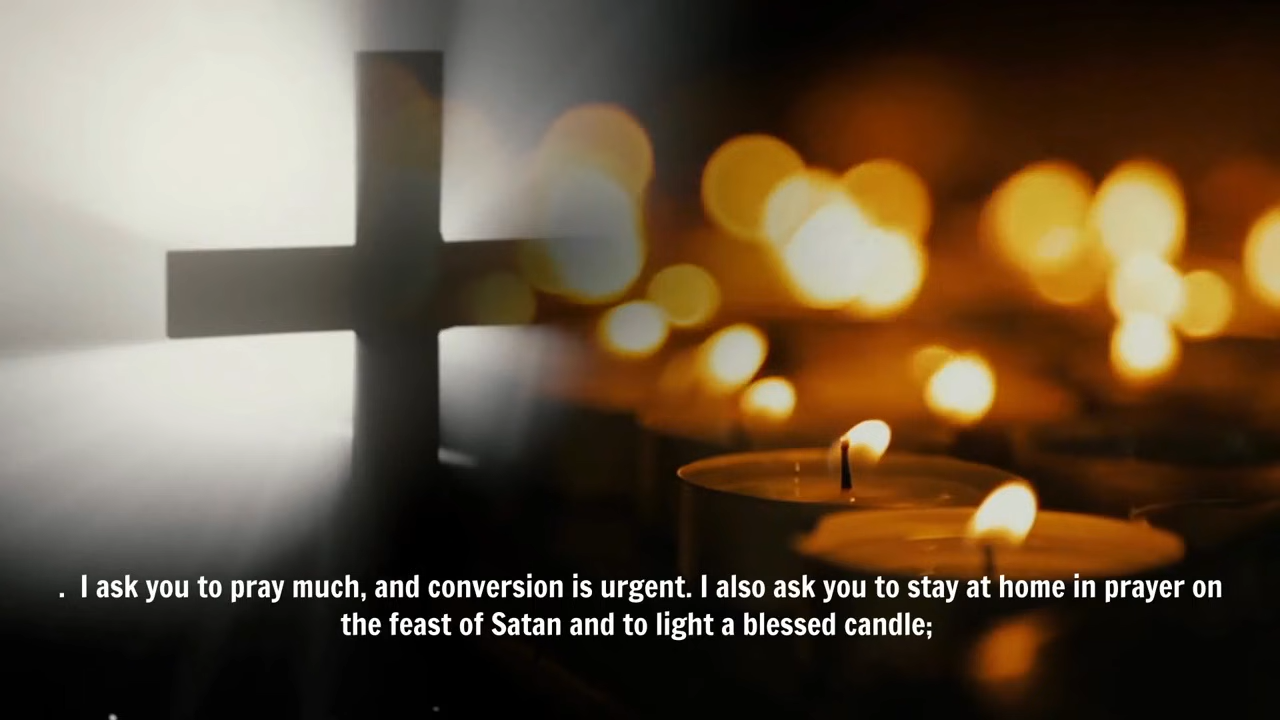 .  I ask you to pray much, and conversion is urgent. I also ask you to stay at home in prayer on
the feast of Satan and to light a blessed candle;